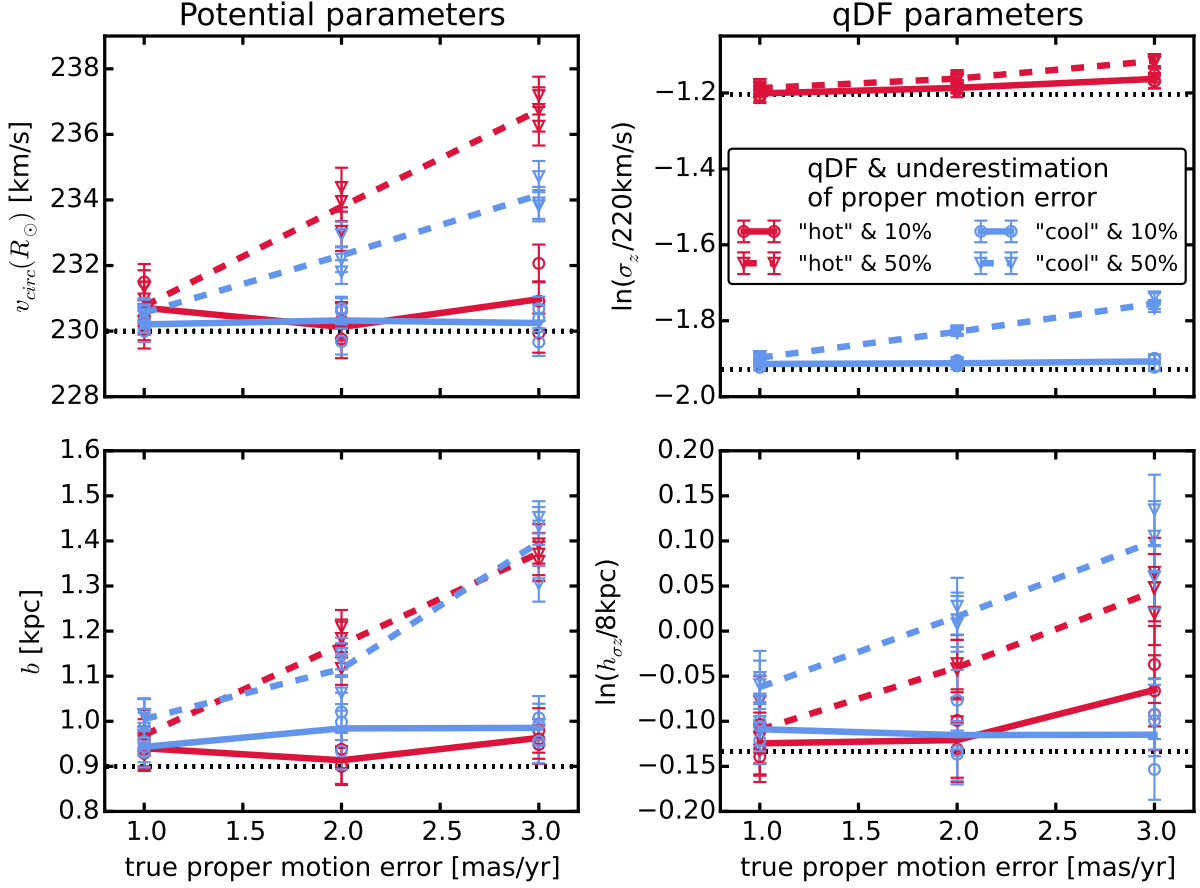 Potential parameters
qDF parameters
238
236
234
232
230
228
v_circ(R_⊙) [km/s]
−1.2
−1.4
−1.6
−1.8
−2.0
ln(σ_z/220km/s)
qDF & underestimation
of proper motion error
"hot" & 10%
"cool" & 10%
"hot" & 50%
"cool" & 50%
1.6
1.5
1.4
1.3
1.2
1.1
1.0
0.9
0.8
b [kpc]
0.20
0.15
0.10
0.05
0.00
−0.05
−0.10
−0.15
−0.20
ln(h_σz/8kpc)
1.0 1.5 2.0 2.5 3.0
1.0 1.5 2.0 2.5 3.0
true proper motion error [mas/yr]
true proper motion error [mas/yr]